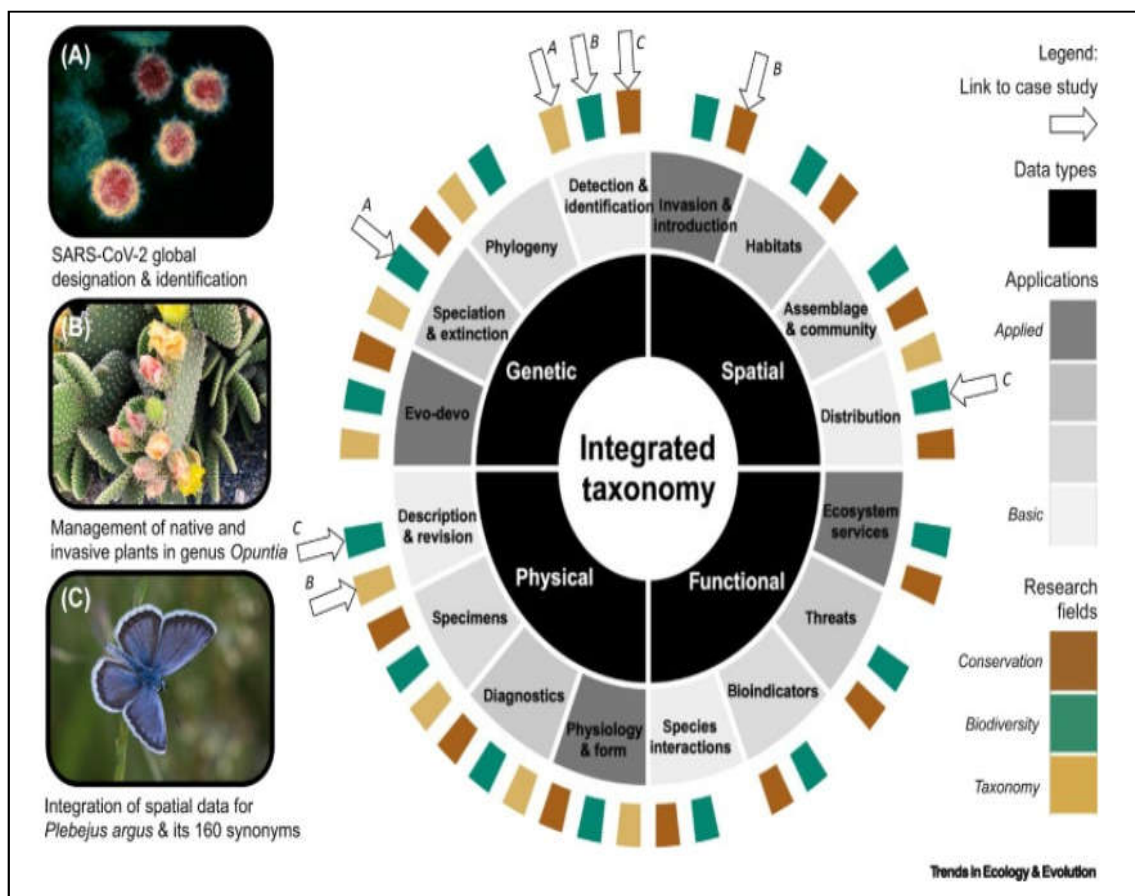 (A)
SARS-CoV-2 global
designation & identification
(B)
Management of native and
invasive plants in genus Opuntia
(C)
Integration of spatial data for
Plebejus argus & its 160 synonyms
A
B
C
B
A
C
C
B
Detection &
identification
Invasion &
introduction
Phylogeny
Habitats
Speciation
& extinction
Assemblage
& community
Genetic
Spatial
Evo-devo
Distribution
Integrated
taxonomy
Description
& revision
Ecosystem
services
Physical
Functional
Specimens
Threats
Diagnostics
Bioindicators
Physiology
& form
Species
interactions
Legend:
Link to case study
Data types
Applications
Applied
Basic
Research
fields
Conservation
Biodiversity
Taxonomy
Trends in Ecology & Evolution